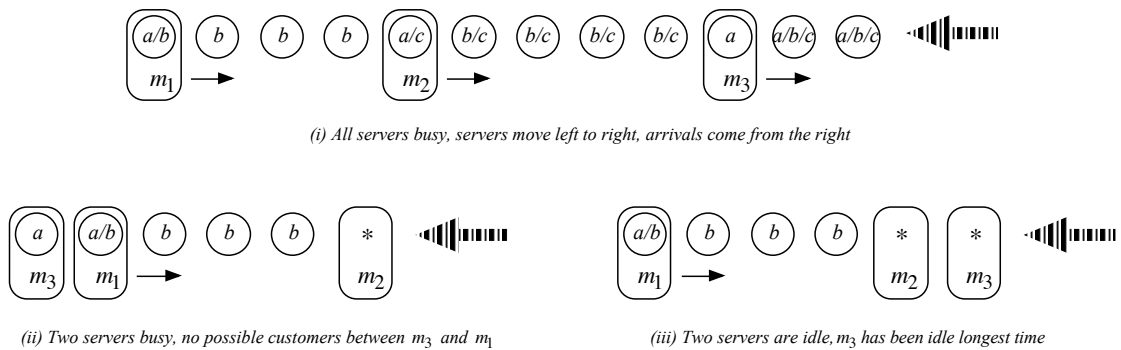 a/b b b b a/c b/c b/c b/c b/c a a/b/c a/b/c
m1 m2 m3
(i) All servers busy, servers move left to right, arrivals come from the right
a a/b b b b * a/b b b b * *
m3 m1 m2 m1 m2 m3
(ii) Two servers busy, no possible customers between m3 and m1
(iii) Two servers are idle, m3 has been idle longest time